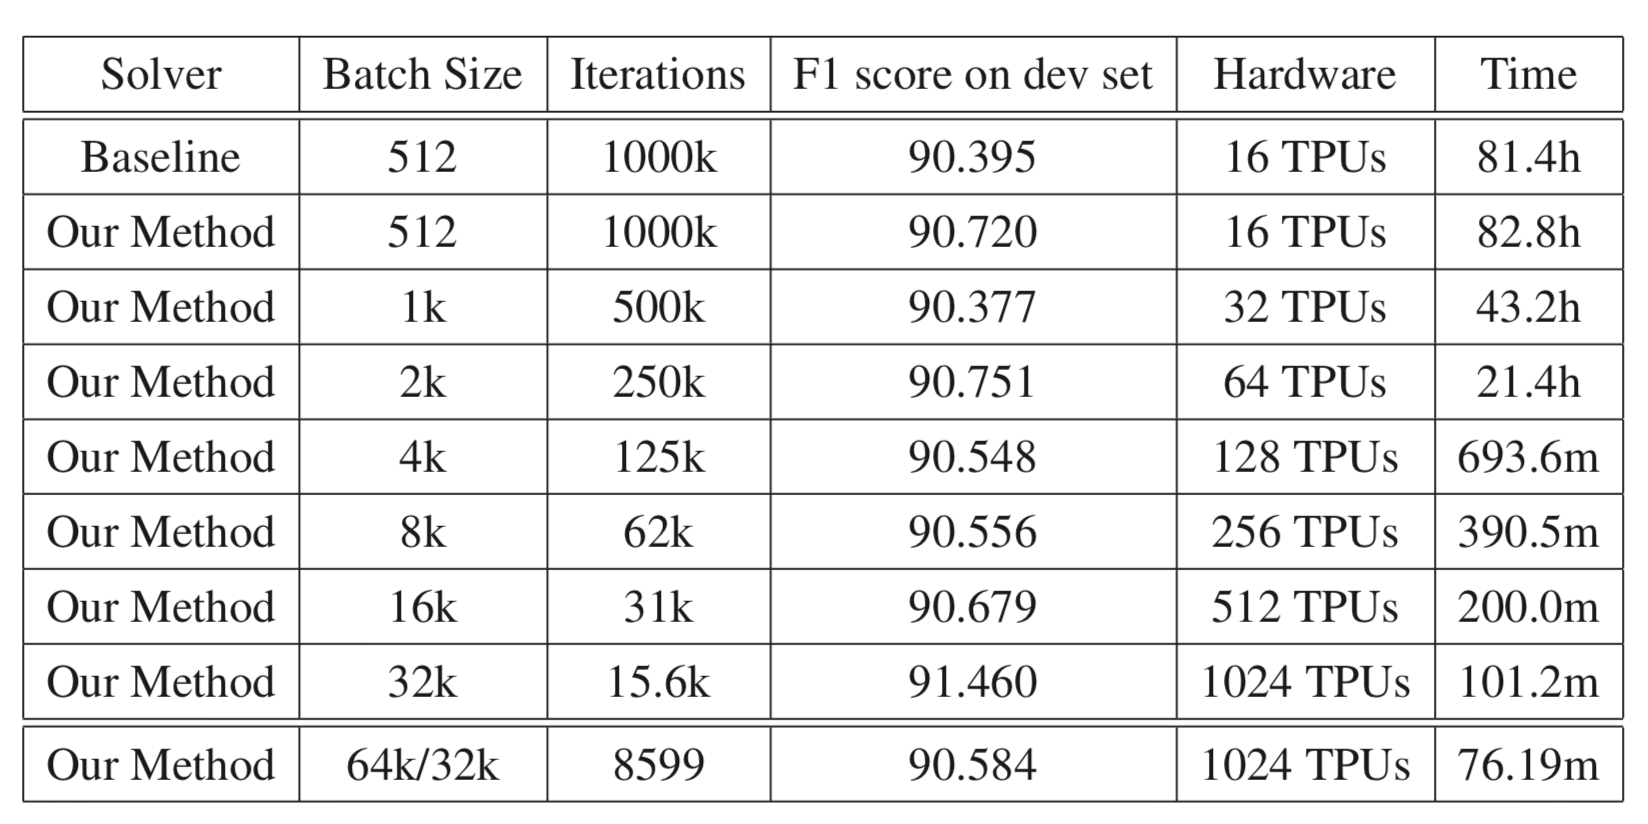 Solver Batch Size Iterations F1 score on dev set Hardware Time
Baseline 512 1000k 90.395 16 TPUs 81.4h
Our Method 512 1000k 90.720 16 TPUs 82.8h
Our Method 1k 500k 90.377 32 TPUs 43.2h
Our Method 2k 250k 90.751 64 TPUs 21.4h
Our Method 4k 125k 90.548 128 TPUs 693.6m
Our Method 8k 62k 90.556 256 TPUs 390.5m
Our Method 16k 31k 90.679 512 TPUs 200.0m
Our Method 32k 15.6k 91.460 1024 TPUs 101.2m
Our Method 64k/32k 8599 90.584 1024 TPUs 76.19m